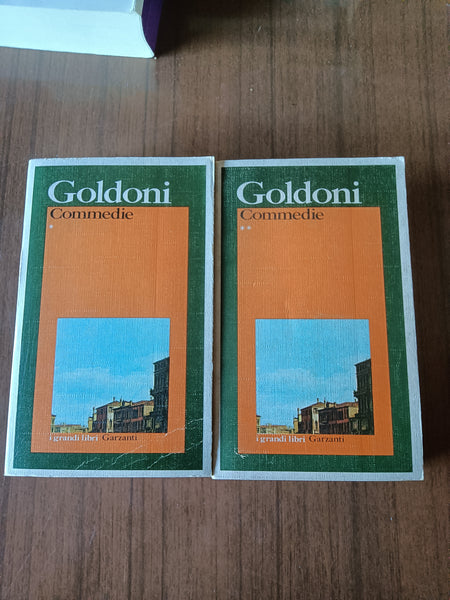 Goldoni
Commedie
*
i grandi libri Garzanti
Goldoni
Commedie
**
i grandi libri Garzanti